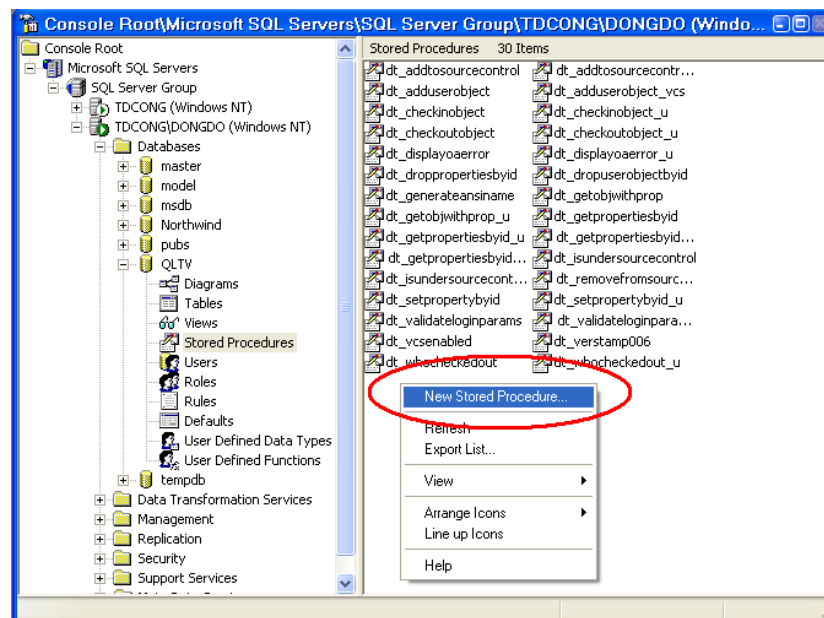 Console Root\Microsoft SQL Servers\SQL Server Group\TDCONG\DONGDO (Windo...
Console Root
Microsoft SQL Servers
SQL Server Group
TDCONG (Windows NT)
TDCONG\DONGDO (Windows NT)
Databases
master
model
msdb
Northwind
pubs
QLTV
Diagrams
Tables
Views
Stored Procedures
Users
Roles
Rules
Defaults
User Defined Data Types
User Defined Functions
tempdb
Data Transformation Services
Management
Replication
Security
Support Services
Stored Procedures 30 Items
dt_addtosourcecontrol dt_addtosourcecontr...
dt_adduserobject dt_adduserobject_vcs
dt_checkinobject dt_checkinobject_u
dt_checkoutobject dt_checkoutobject_u
dt_displayoaerror dt_displayoaerror_u
dt_droppropertiesbyid dt_dropuserobjectbyid
dt_generateansiname dt_getobjwithprop
dt_getobjwithprop_u dt_getpropertiesbyid
dt_getpropertiesbyid_u dt_getpropertiesbyid...
dt_getpropertiesbyid... dt_isundersourcecontrol
dt_isundersourcecont... dt_removefromsourc...
dt_setpropertybyid dt_setpropertybyid_u
dt_validateloginparams dt_validateloginpara...
dt_vcsenabled dt_verstamp006
dt_whocheckedout dt_whocheckedout_u
New Stored Procedure...
Refresh
Export List...
View
Arrange Icons
Line up Icons
Help